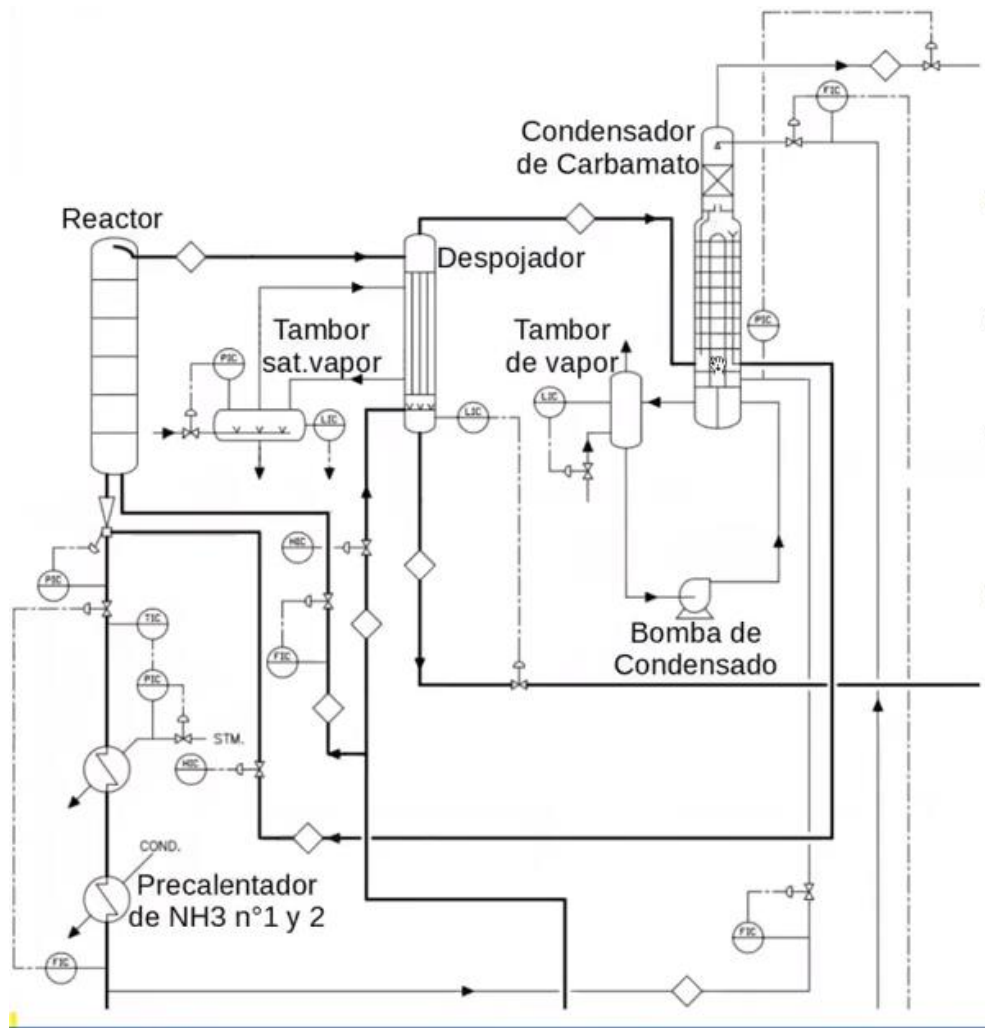 FIC
Condensador
de Carbamato
Reactor
Despojador
Tambor
sat.vapor
Tambor
de vapor
PIC
PIC
LIC
LIC
LIC
HIC
PIC
TIC
FIC
PIC
Bomba de
Condensado
STM.
HIC
COND.
Precalentador
de NH3 n°1 y 2
FIC
FIC